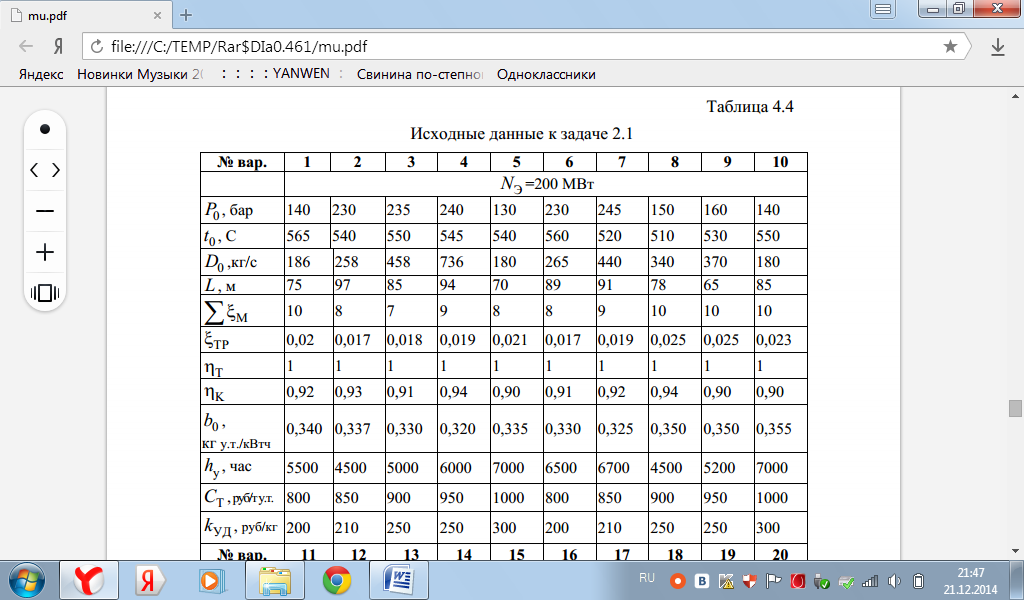 mu.pdf
Я file:///C:/TEMP/Rar$DIa0.461/mu.pdf
Яндекс Новинки Музыки 20 : : : : YANWEN : Свинина по-степно Одноклассники
Таблица 4.4
Исходные данные к задаче 2.1
№ вар. 1 2 3 4 5 6 7 8 9 10
NЭ =200 МВт
P0 , бар 140 230 235 240 130 230 245 150 160 140
t0 , С 565 540 550 545 540 560 520 510 530 550
D0 ,кг/с 186 258 458 736 180 265 440 340 370 180
L , м 75 97 85 94 70 89 91 78 65 85
∑ξМ 10 8 7 9 8 8 9 10 10 10
ξТР 0,02 0,017 0,018 0,019 0,021 0,017 0,019 0,025 0,025 0,023
ηТ 1 1 1 1 1 1 1 1 1 1
ηК 0,92 0,93 0,91 0,94 0,90 0,91 0,92 0,94 0,90 0,90
b0 ,
кг у.т./кВтч 0,340 0,337 0,330 0,320 0,335 0,330 0,325 0,350 0,350 0,355
hу , час 5500 4500 5000 6000 7000 6500 6700 4500 5200 7000
CТ ,руб/т у.т. 800 850 900 950 1000 800 850 900 950 1000
kУД , руб/кг 200 210 250 250 300 200 210 250 250 300
№ вар. 11 12 13 14 15 16 17 18 19 20
RU
21:47
21.12.2014